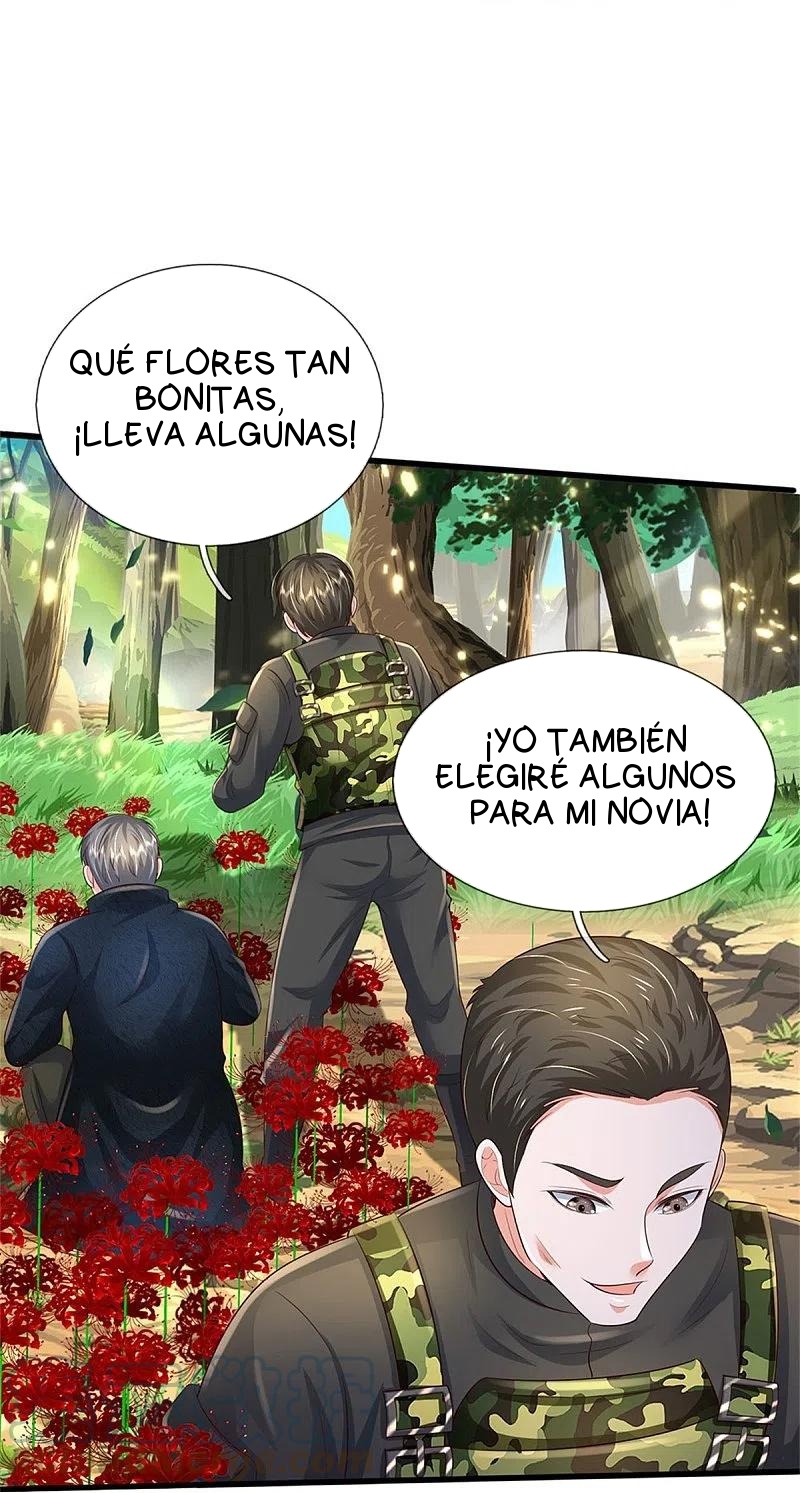 QUÉ FLORES TAN
BONITAS,
¡LLEVA ALGUNAS!
¡YO TAMBIÉN
ELEGIRÉ ALGUNOS
PARA MI NOVIA!